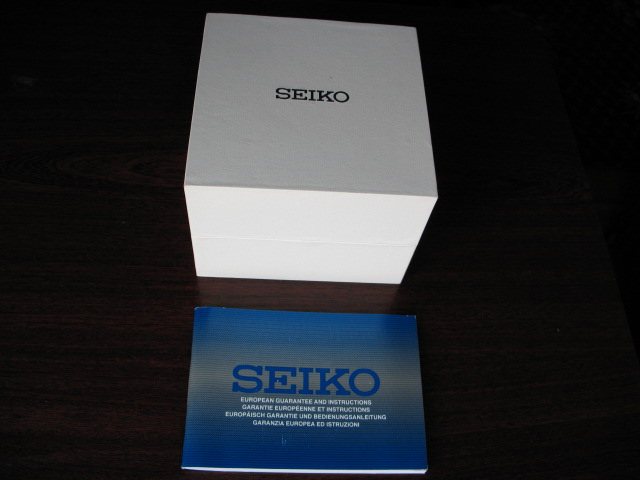 SEIKO
SEIKO
EUROPEAN GUARANTEE AND INSTRUCTIONS
GARANTIE EUROPÉENNE ET INSTRUCTIONS
EUROPÄISCH GARANTIE UND BEDIENUNGSANLEITUNG
GARANZIA EUROPEA ED ISTRUZIONI